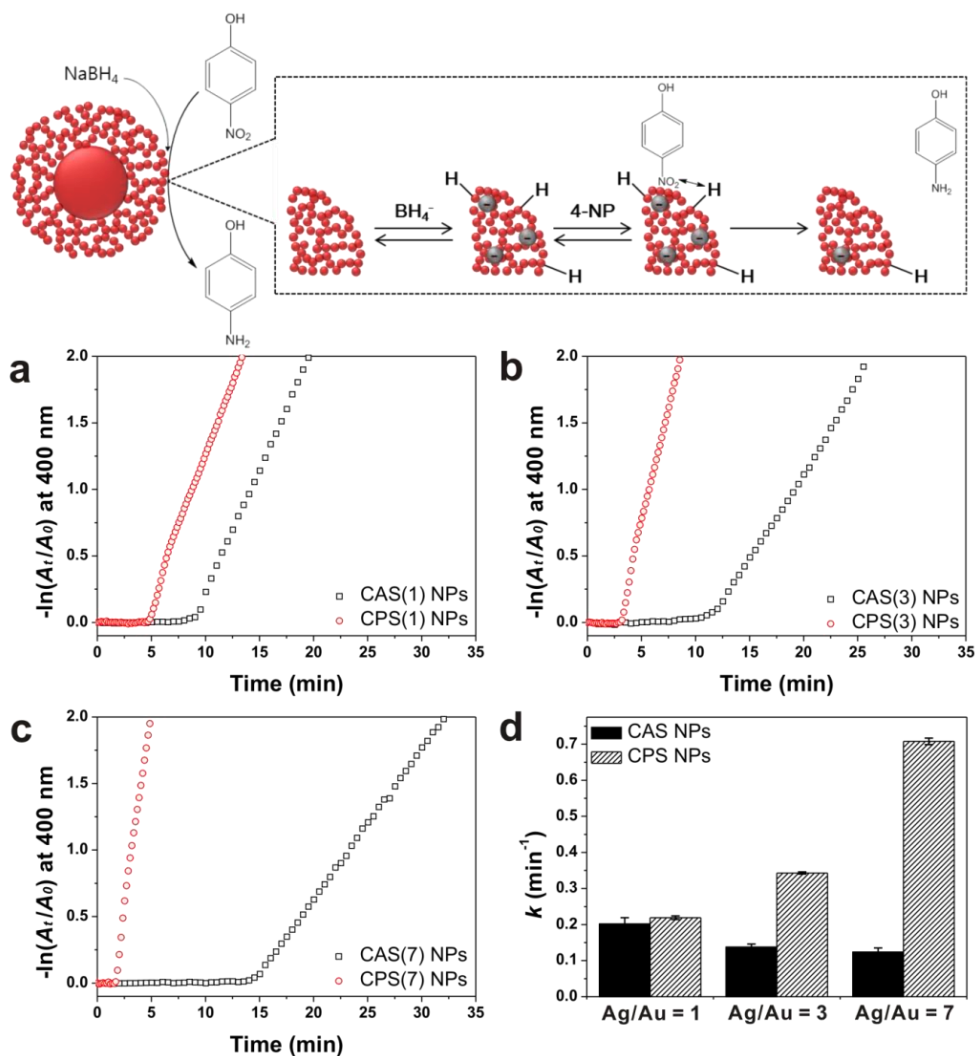 OH
NaBH4
NO2
OH
NH2
BH4⁻
H
H
H
4-NP
OH
NO2
H
H
H
OH
NH2
H
a
-ln(At/A0) at 400 nm
2.0
1.5
1.0
0.5
0.0
0 5 10 15 20 25 30 35
Time (min)
CAS(1) NPs
CPS(1) NPs
b
-ln(At/A0) at 400 nm
2.0
1.5
1.0
0.5
0.0
0 5 10 15 20 25 30 35
Time (min)
CAS(3) NPs
CPS(3) NPs
c
-ln(At/A0) at 400 nm
2.0
1.5
1.0
0.5
0.0
0 5 10 15 20 25 30 35
Time (min)
CAS(7) NPs
CPS(7) NPs
d
CAS NPs
CPS NPs
k (min⁻¹)
0.7
0.6
0.5
0.4
0.3
0.2
0.1
0.0
Ag/Au = 1 Ag/Au = 3 Ag/Au = 7